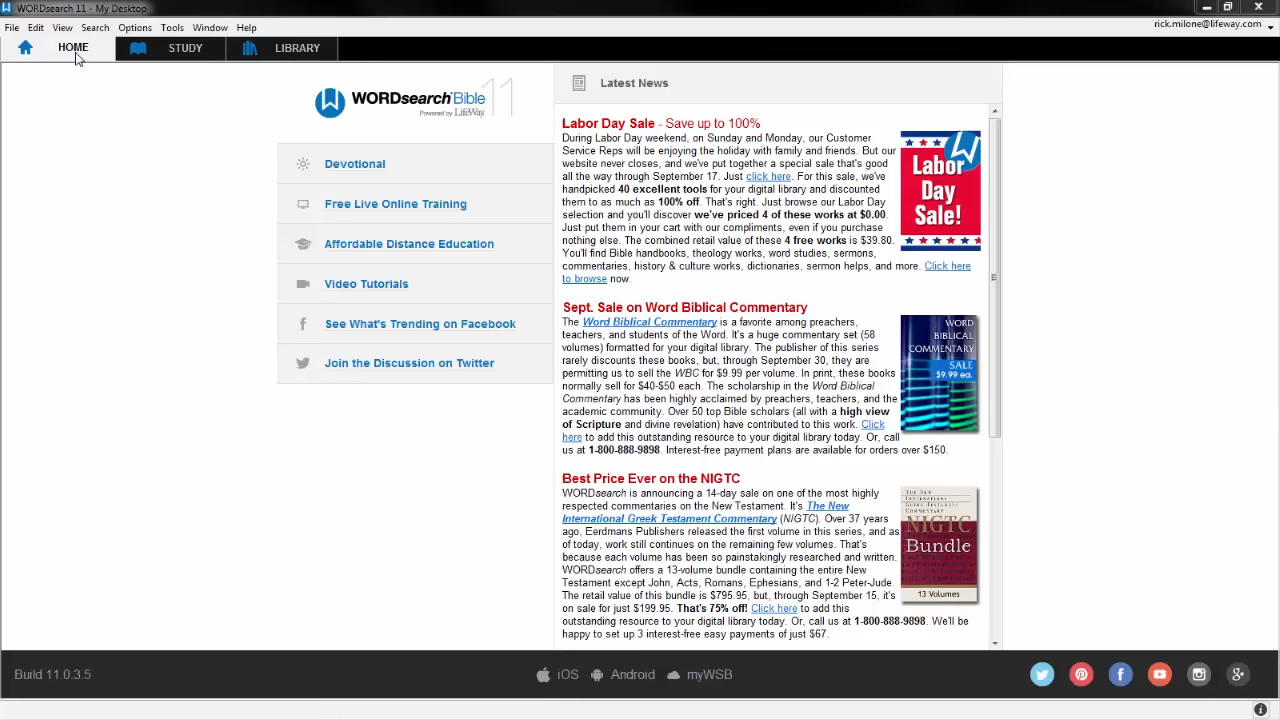 WORDsearch 11 - My Desktop
File Edit View Search Options Tools Window Help
rick.milone@lifeway.com
HOME STUDY LIBRARY
WORDsearch Bible 11
Powered by LifeWay
Devotional
Free Live Online Training
Affordable Distance Education
Video Tutorials
See What's Trending on Facebook
Join the Discussion on Twitter
Latest News
Labor Day Sale - Save up to 100%
During Labor Day weekend, on Sunday and Monday, our Customer
Service Reps will be enjoying the holiday with family and friends. But our
website never closes, and we've put together a special sale that's good
all the way through September 17. Just click here. For this sale, we've
handpicked 40 excellent tools for your digital library and discounted
them to as much as 100% off. That's right. Just browse our Labor Day
selection and you'll discover we've priced 4 of these works at $0.00.
Just put them in your cart with our compliments, even if you purchase
nothing else. The combined retail value of these 4 free works is $39.80.
You'll find Bible handbooks, theology works, word studies, sermons,
commentaries, history & culture works, dictionaries, sermon helps, and more. Click here
to browse now.
Labor
Day
Sale!
Sept. Sale on Word Biblical Commentary
The Word Biblical Commentary is a favorite among preachers,
teachers, and students of the Word. It's a huge commentary set (58
volumes) formatted for your digital library. The publisher of this series
rarely discounts these books, but, through September 30, they are
permitting us to sell the WBC for $9.99 per volume. In print, these books
normally sell for $40-$50 each. The scholarship in the Word Biblical
Commentary has been highly acclaimed by preachers, teachers, and the
academic community. Over 50 top Bible scholars (all with a high view
of Scripture and divine revelation) have contributed to this work. Click
here to add this outstanding resource to your digital library today. Or, call
us at 1-800-888-9898. Interest-free payment plans are available for orders over $150.
WORD
BIBLICAL
COMMENTARY
SALE
$9.99 ea.
Best Price Ever on the NIGTC
WORDsearch is announcing a 14-day sale on one of the most highly
respected commentaries on the New Testament. It's The New
International Greek Testament Commentary (NIGTC). Over 37 years
ago, Eerdmans Publishers released the first volume in this series, and as
of today, work still continues on the remaining few volumes. That's
because each volume has been so painstakingly researched and written.
WORDsearch offers a 13-volume bundle containing the entire New
Testament except John, Acts, Romans, Ephesians, and 1-2 Peter-Jude.
The retail value of this bundle is $795.95, but, through September 15, it's
on sale for just $199.95. That's 75% off! Click here to add this
outstanding resource to your digital library today. Or, call us at 1-800-888-9898. We'll be
happy to set up 3 interest-free easy payments of just $67.
THE NEW
INTERNATIONAL
GREEK TESTAMENT
COMMENTARY
NIGTC
Bundle
13 Volumes
Build 11.0.3.5
iOS Android myWSB